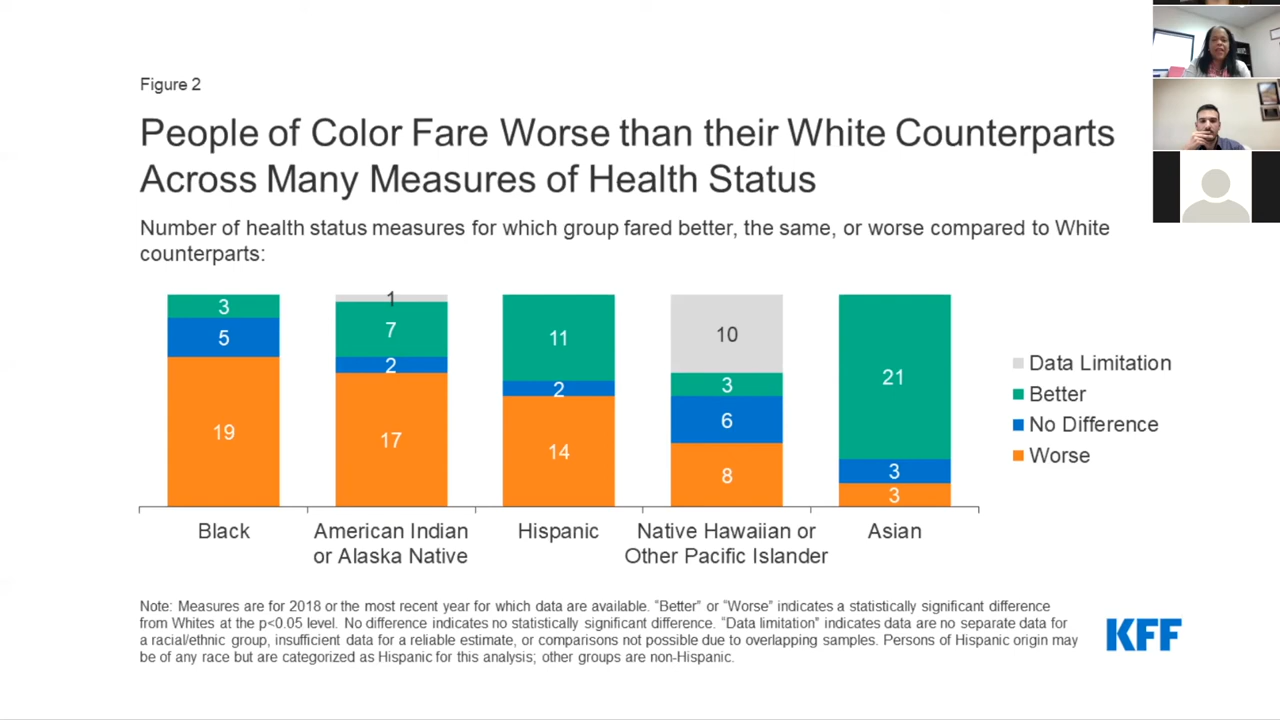 Figure 2
People of Color Fare Worse than their White Counterparts
Across Many Measures of Health Status
Number of health status measures for which group fared better, the same, or worse compared to White
counterparts:
3
5
19
1
7
2
17
11
2
14
10
3
6
8
21
3
3
Data Limitation
Better
No Difference
Worse
Black
American Indian
or Alaska Native
Hispanic
Native Hawaiian or
Other Pacific Islander
Asian
Note: Measures are for 2018 or the most recent year for which data are available. "Better" or "Worse" indicates a statistically significant difference
from Whites at the p<0.05 level. No difference indicates no statistically significant difference. "Data limitation" indicates data are no separate data for
a racial/ethnic group, insufficient data for a reliable estimate, or comparisons not possible due to overlapping samples. Persons of Hispanic origin may
be of any race but are categorized as Hispanic for this analysis; other groups are non-Hispanic.
KFF